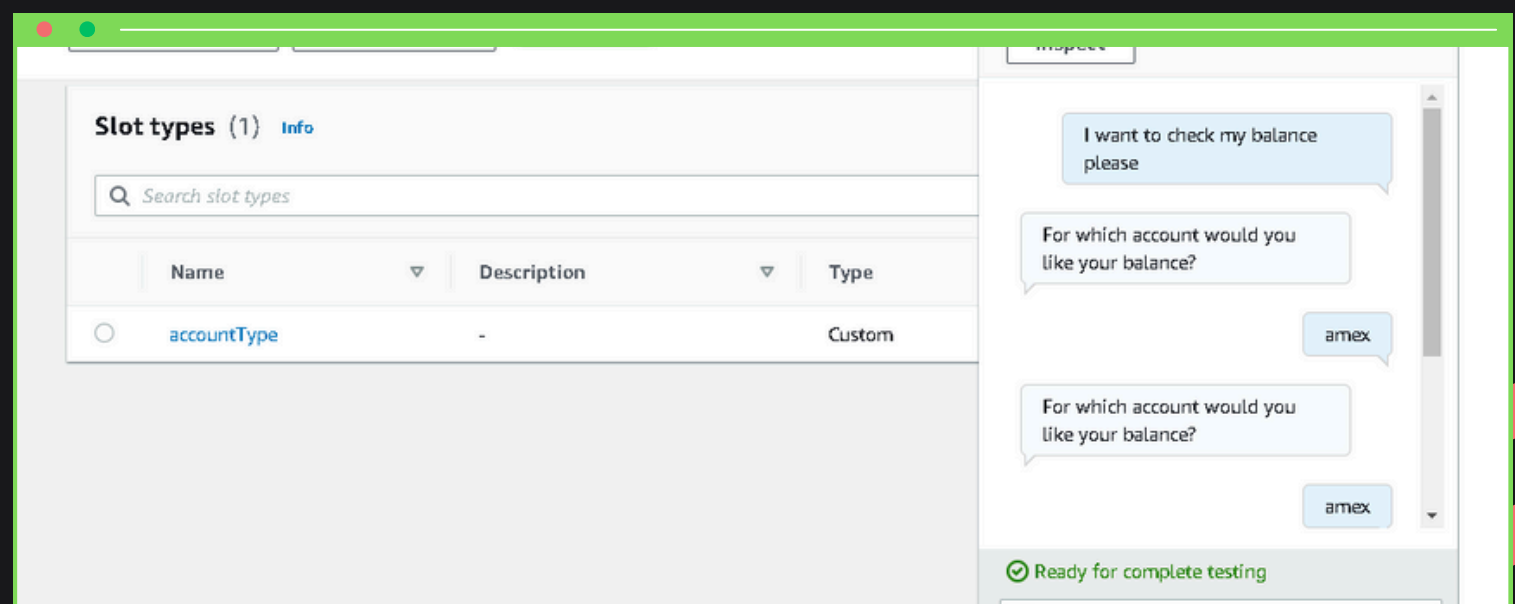 Inspect
Slot types (1) Info
Search slot types
Name
Description
Type
accountType
-
Custom
I want to check my balance
please
For which account would you
like your balance?
amex
For which account would you
like your balance?
amex
Ready for complete testing